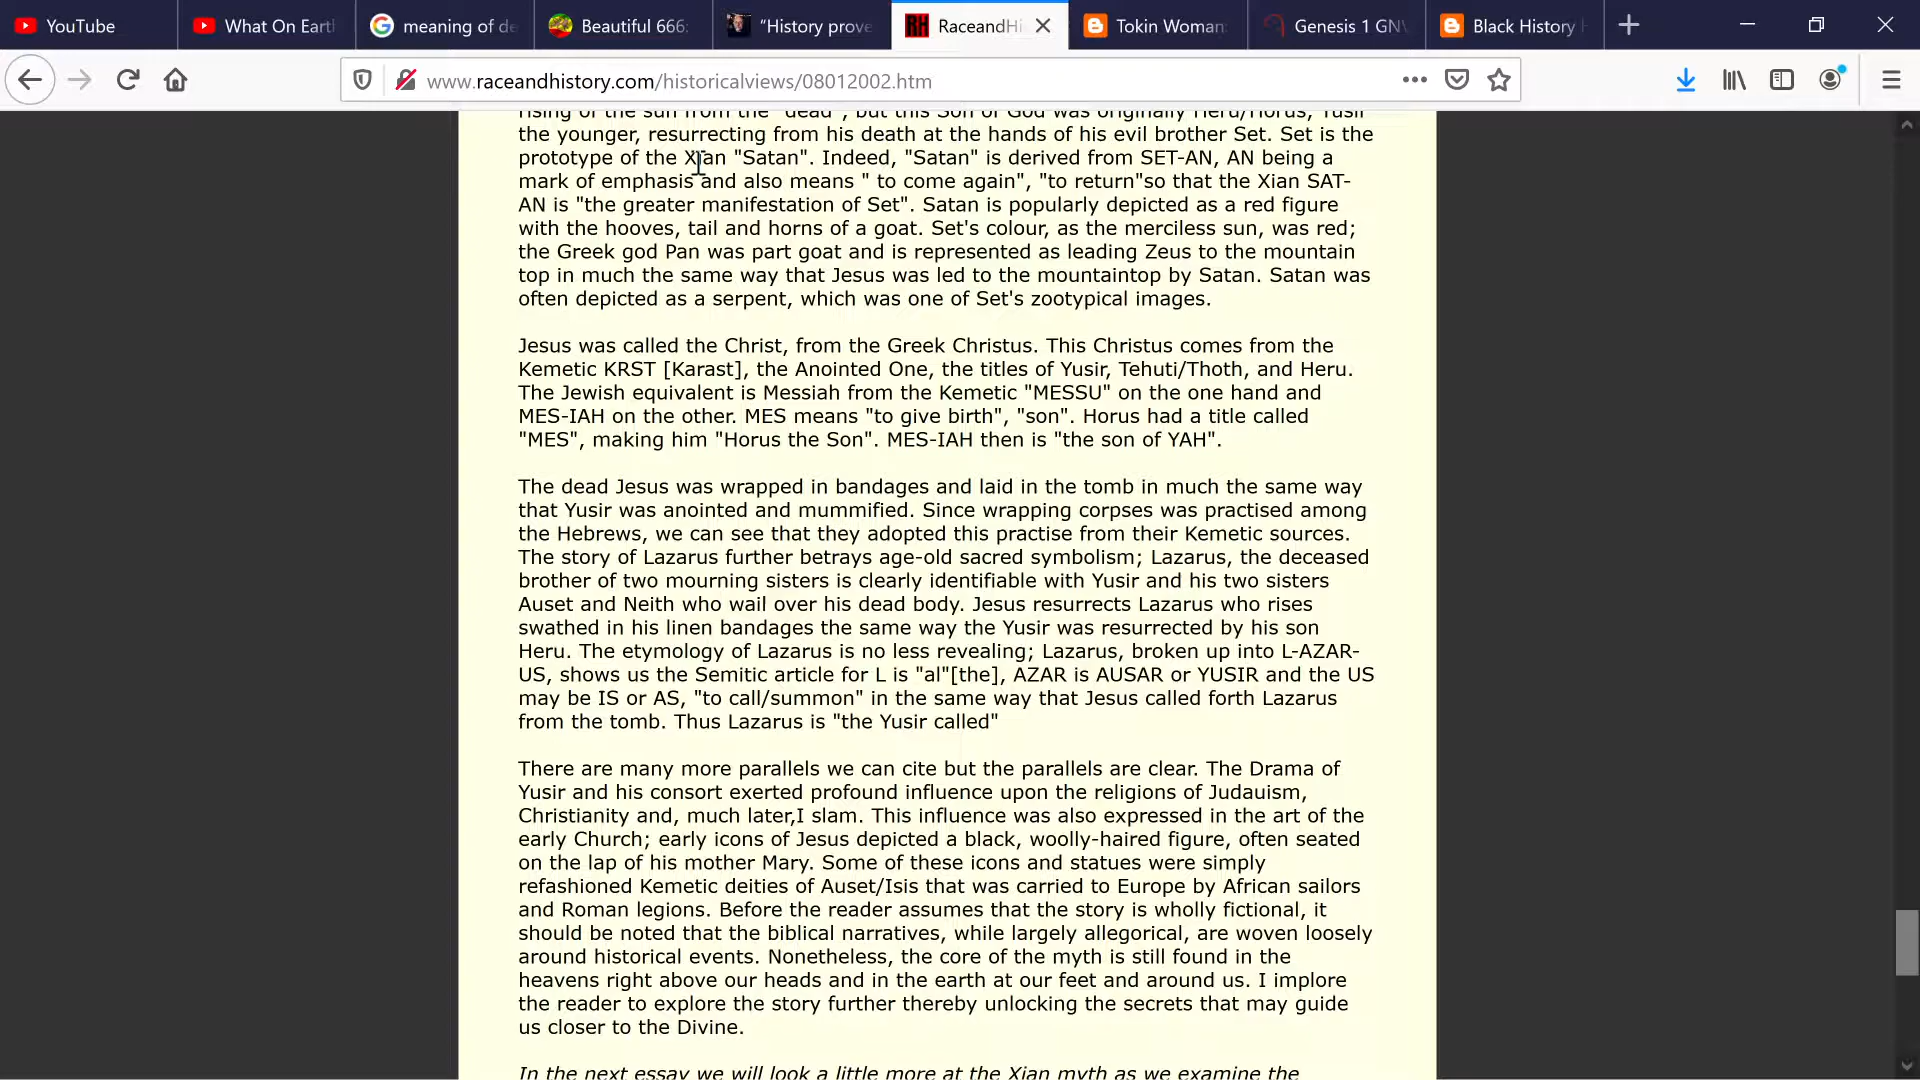 YouTube
What On Eart
meaning of de
Beautiful 666:
"History prove
RaceandHi
Tokin Woman:
Genesis 1 GN
Black History
www.raceandhistory.com/historicalviews/08012002.htm
rising of the sun from the "dead", but this Son of God was originally Heru/Horus, Yusir
the younger, resurrecting from his death at the hands of his evil brother Set. Set is the
prototype of the Xian "Satan". Indeed, "Satan" is derived from SET-AN, AN being a
mark of emphasis and also means " to come again", "to return"so that the Xian SAT-
AN is "the greater manifestation of Set". Satan is popularly depicted as a red figure
with the hooves, tail and horns of a goat. Set's colour, as the merciless sun, was red;
the Greek god Pan was part goat and is represented as leading Zeus to the mountain
top in much the same way that Jesus was led to the mountaintop by Satan. Satan was
often depicted as a serpent, which was one of Set's zootypical images.
Jesus was called the Christ, from the Greek Christus. This Christus comes from the
Kemetic KRST [Karast], the Anointed One, the titles of Yusir, Tehuti/Thoth, and Heru.
The Jewish equivalent is Messiah from the Kemetic "MESSU" on the one hand and
MES-IAH on the other. MES means "to give birth", "son". Horus had a title called
"MES", making him "Horus the Son". MES-IAH then is "the son of YAH".
The dead Jesus was wrapped in bandages and laid in the tomb in much the same way
that Yusir was anointed and mummified. Since wrapping corpses was practised among
the Hebrews, we can see that they adopted this practise from their Kemetic sources.
The story of Lazarus further betrays age-old sacred symbolism; Lazarus, the deceased
brother of two mourning sisters is clearly identifiable with Yusir and his two sisters
Auset and Neith who wail over his dead body. Jesus resurrects Lazarus who rises
swathed in his linen bandages the same way the Yusir was resurrected by his son
Heru. The etymology of Lazarus is no less revealing; Lazarus, broken up into L-AZAR-
US, shows us the Semitic article for L is "al"[the], AZAR is AUSAR or YUSIR and the US
may be IS or AS, "to call/summon" in the same way that Jesus called forth Lazarus
from the tomb. Thus Lazarus is "the Yusir called"
There are many more parallels we can cite but the parallels are clear. The Drama of
Yusir and his consort exerted profound influence upon the religions of Judauism,
Christianity and, much later,I slam. This influence was also expressed in the art of the
early Church; early icons of Jesus depicted a black, woolly-haired figure, often seated
on the lap of his mother Mary. Some of these icons and statues were simply
refashioned Kemetic deities of Auset/Isis that was carried to Europe by African sailors
and Roman legions. Before the reader assumes that the story is wholly fictional, it
should be noted that the biblical narratives, while largely allegorical, are woven loosely
around historical events. Nonetheless, the core of the myth is still found in the
heavens right above our heads and in the earth at our feet and around us. I implore
the reader to explore the story further thereby unlocking the secrets that may guide
us closer to the Divine.
In the next essay we will look a little more at the Xian myth as we examine the